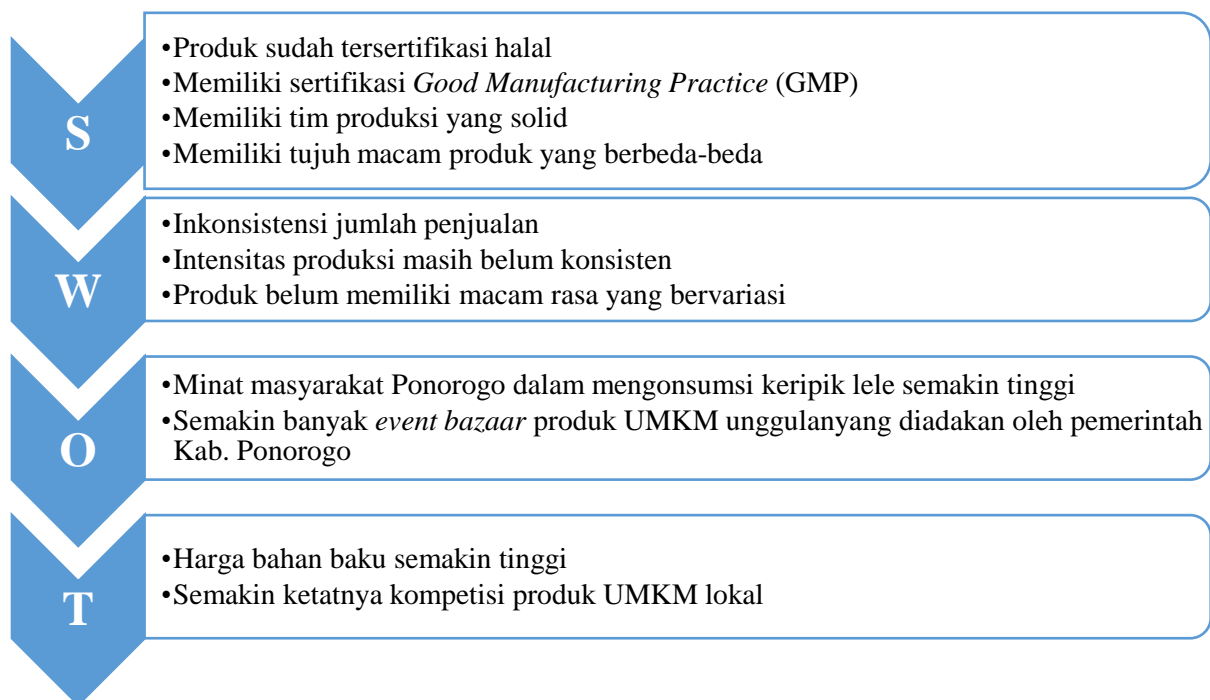 S
•Produk sudah tersertifikasi halal
•Memiliki sertifikasi Good Manufacturing Practice (GMP)
•Memiliki tim produksi yang solid
•Memiliki tujuh macam produk yang berbeda-beda
W
•Inkonsistensi jumlah penjualan
•Intensitas produksi masih belum konsisten
•Produk belum memiliki macam rasa yang bervariasi
O
•Minat masyarakat Ponorogo dalam mengonsumsi keripik lele semakin tinggi
•Semakin banyak event bazaar produk UMKM unggulanyang diadakan oleh pemerintah
Kab. Ponorogo
T
•Harga bahan baku semakin tinggi
•Semakin ketatnya kompetisi produk UMKM lokal